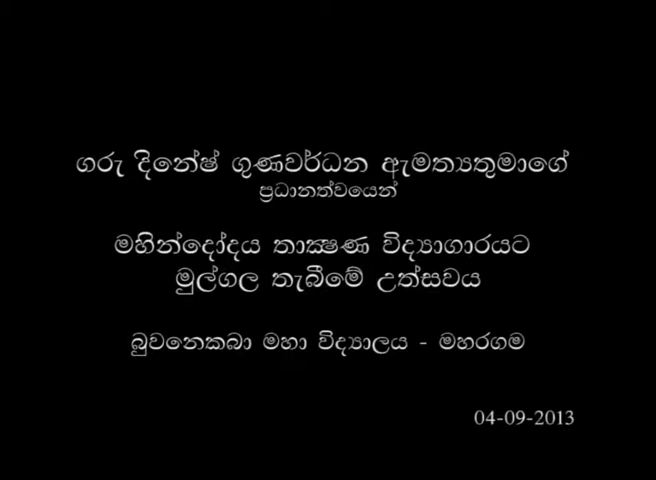 ගරු දිනේෂ් ගුණවර්ධන ඇමත්‍යතුමාගේ
ප්‍රධානත්වයෙන්
මහින්දෝදය තාක්‍ෂණ විද්‍යාගාරයට
මුල්ගල තැබීමේ උත්සවය
බුවනෙකබා මහා විද්‍යාලය - මහරගම
04-09-2013